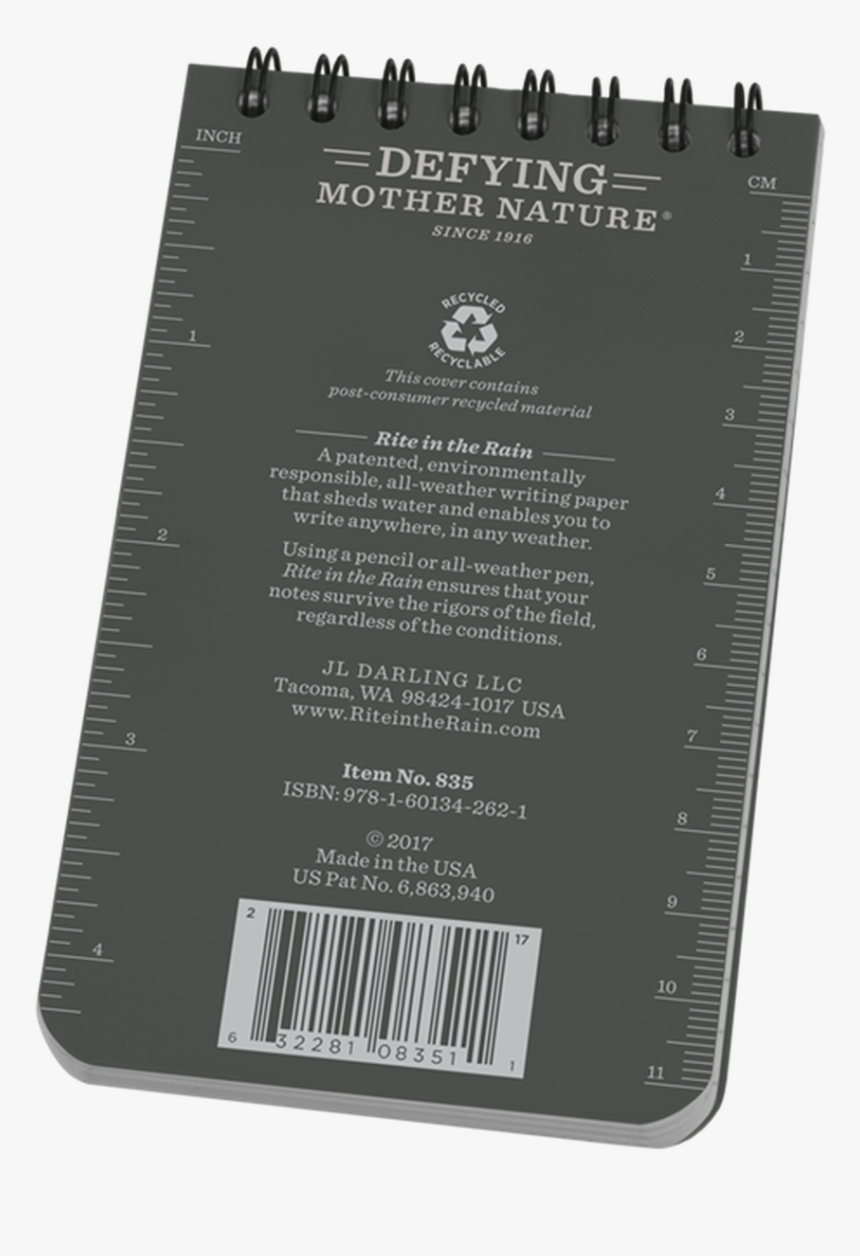 INCH
DEFYING
MOTHER NATURE®
SINCE 1916
CM
RECYCLED
RECYCLABLE
This cover contains
post-consumer recycled material
Rite in the Rain
A patented, environmentally
responsible, all-weather writing paper
that sheds water and enables you to
write anywhere, in any weather.
Using a pencil or all-weather pen,
Rite in the Rain ensures that your
notes survive the rigors of the field,
regardless of the conditions.
JL DARLING LLC
Tacoma, WA 98424-1017 USA
www.RiteintheRain.com
Item No. 835
ISBN: 978-1-60134-262-1
© 2017
Made in the USA
US Pat No. 6,863,940
2
17
6 32281 08351 1
1
2
3
4
1
2
3
4
5
6
7
8
9
10
11